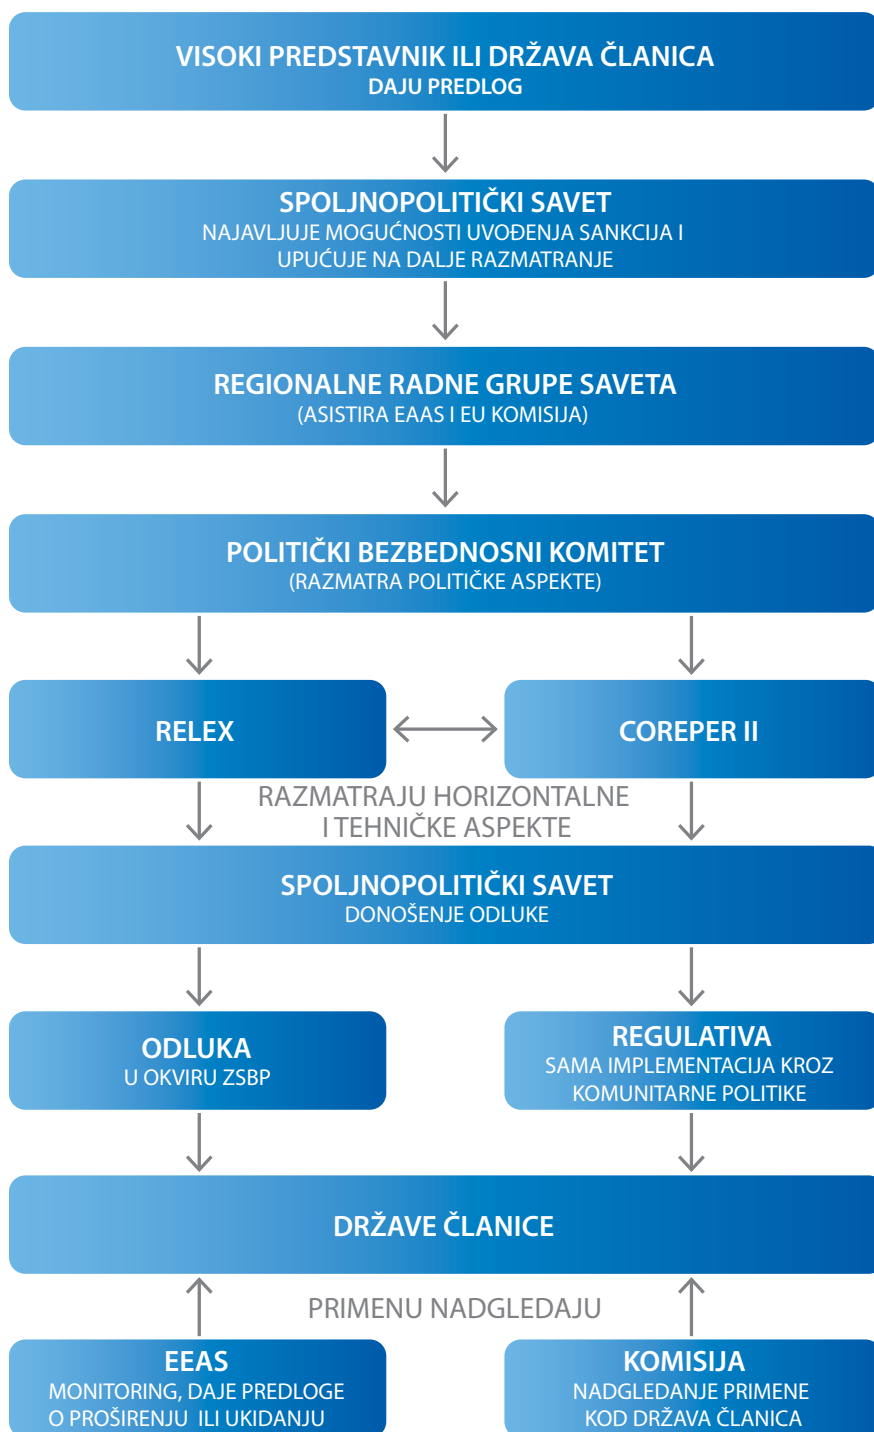 VISOKI PREDSTAVNIK ILI DRŽAVA ČLANICA
DAJU PREDLOG
SPOLJNOPOLITIČKI SAVET
NAJAVLJUJE MOGUĆNOSTI UVOĐENJA SANKCIJA I
UPUĆUJE NA DALJE RAZMATRANJE
REGIONALNE RADNE GRUPE SAVETA
(ASISTIRA EAAS I EU KOMISIJA)
POLITIČKI BEZBEDNOSNI KOMITET
(RAZMATRA POLITIČKE ASPEKTE)
RELEX
COREPER II
RAZMATRAJU HORIZONTALNE
I TEHNIČKE ASPEKTE
SPOLJNOPOLITIČKI SAVET
DONOŠENJE ODLUKE
ODLUKA
U OKVIRU ZSBP
REGULATIVA
SAMA IMPLEMENTACIJA KROZ
KOMUNITARNE POLITIKE
DRŽAVE ČLANICE
PRIMENU NADGLEDAJU
EEAS
MONITORING, DAJE PREDLOGE
O PROŠIRENJU ILI UKIDANJU
KOMISIJA
NADGLEDANJE PRIMENE
KOD DRŽAVA ČLANICA